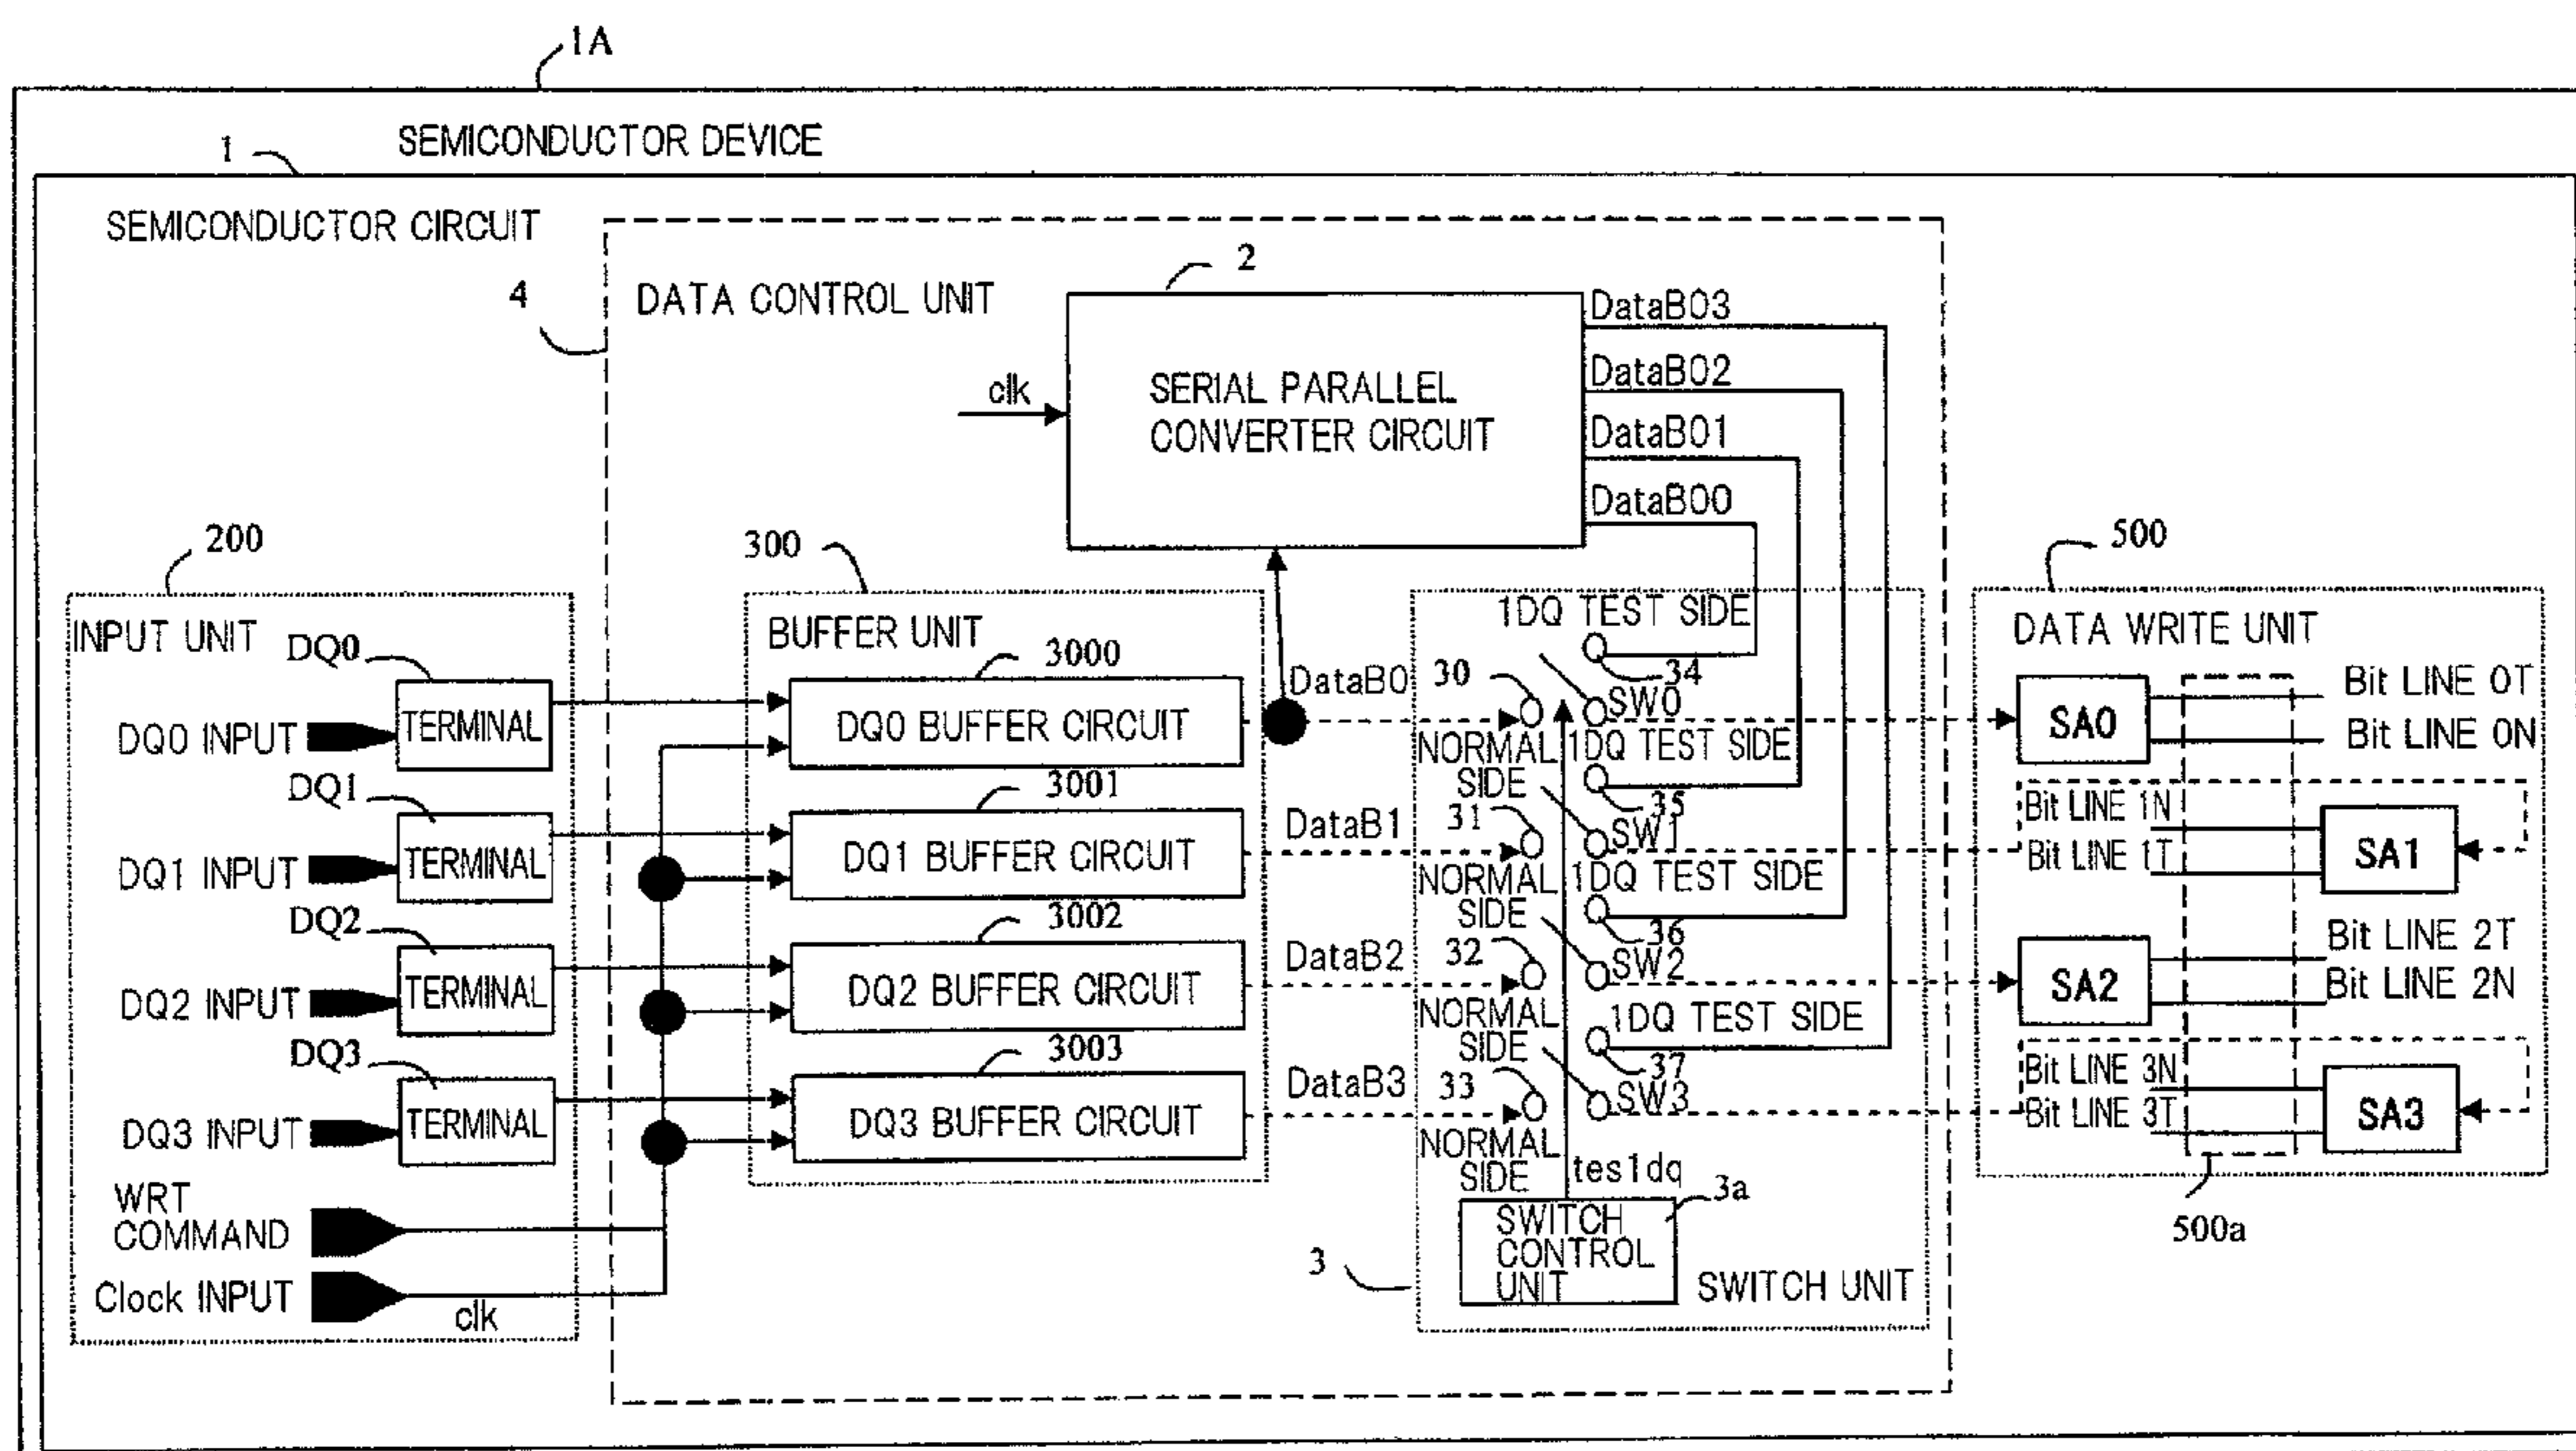 1A
SEMICONDUCTOR DEVICE
1
SEMICONDUCTOR CIRCUIT
4
DATA CONTROL UNIT
2
clk
SERIAL PARALLEL
CONVERTER CIRCUIT
DataB03
DataB02
DataB01
DataB00
200
INPUT UNIT
DQ0
DQ0 INPUT
TERMINAL
DQ1
DQ1 INPUT
TERMINAL
DQ2
DQ2 INPUT
TERMINAL
DQ3
DQ3 INPUT
TERMINAL
WRT
COMMAND
Clock INPUT
clk
300
BUFFER UNIT
3000
DQ0 BUFFER CIRCUIT
3001
DQ1 BUFFER CIRCUIT
3002
DQ2 BUFFER CIRCUIT
3003
DQ3 BUFFER CIRCUIT
DataB0
DataB1
DataB2
DataB3
1DQ TEST SIDE
34
30
SW0
NORMAL
SIDE
1DQ TEST SIDE
35
31
SW1
NORMAL
SIDE
1DQ TEST SIDE
36
32
SW2
NORMAL
SIDE
1DQ TEST SIDE
37
33
SW3
NORMAL
SIDE
tes1dq
3a
SWITCH
CONTROL
UNIT
3
SWITCH UNIT
500
DATA WRITE UNIT
SA0
Bit LINE 0T
Bit LINE 0N
Bit LINE 1N
Bit LINE 1T
SA1
SA2
Bit LINE 2T
Bit LINE 2N
Bit LINE 3N
Bit LINE 3T
SA3
500a